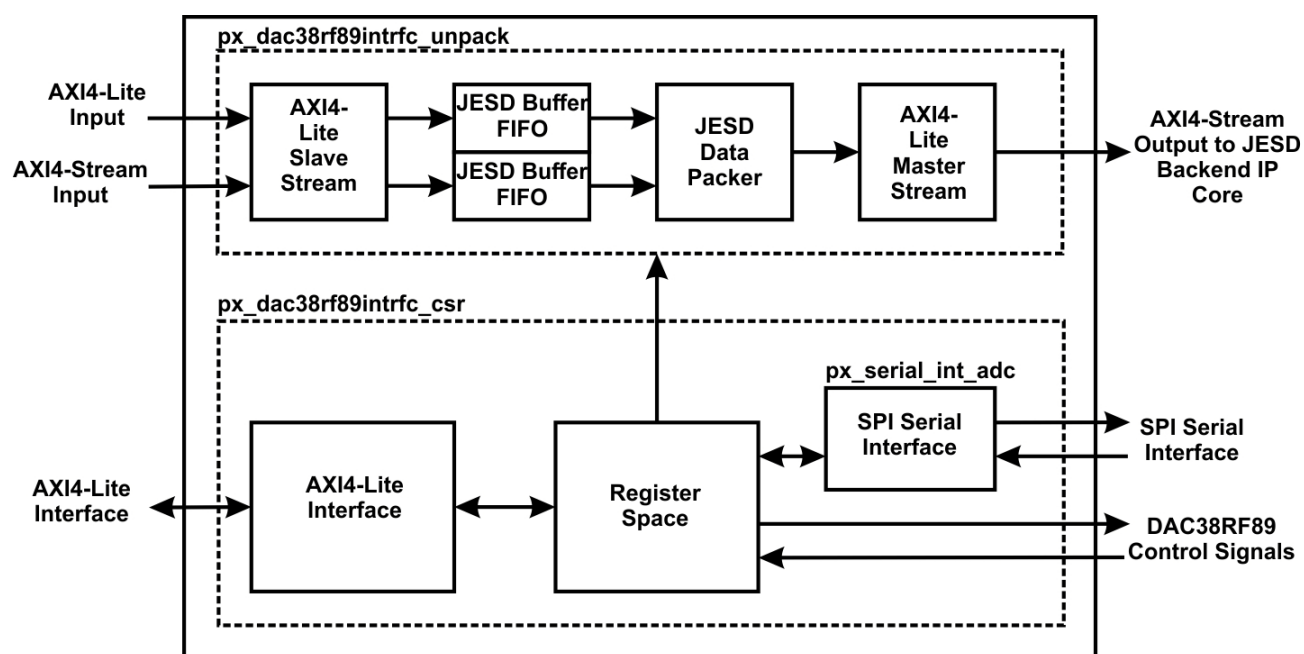 px_dac38rf89intrfc_unpack
AXI4-Lite
Input
AXI4-Stream
Input
AXI4-
Lite
Slave
Stream
JESD Buffer
FIFO
JESD Buffer
FIFO
JESD
Data
Packer
AXI4-
Lite
Master
Stream
AXI4-Stream
Output to JESD
Backend IP
Core
px_dac38rf89intrfc_csr
px_serial_int_adc
AXI4-Lite
Interface
AXI4-Lite
Interface
Register
Space
SPI Serial
Interface
SPI Serial
Interface
DAC38RF89
Control Signals